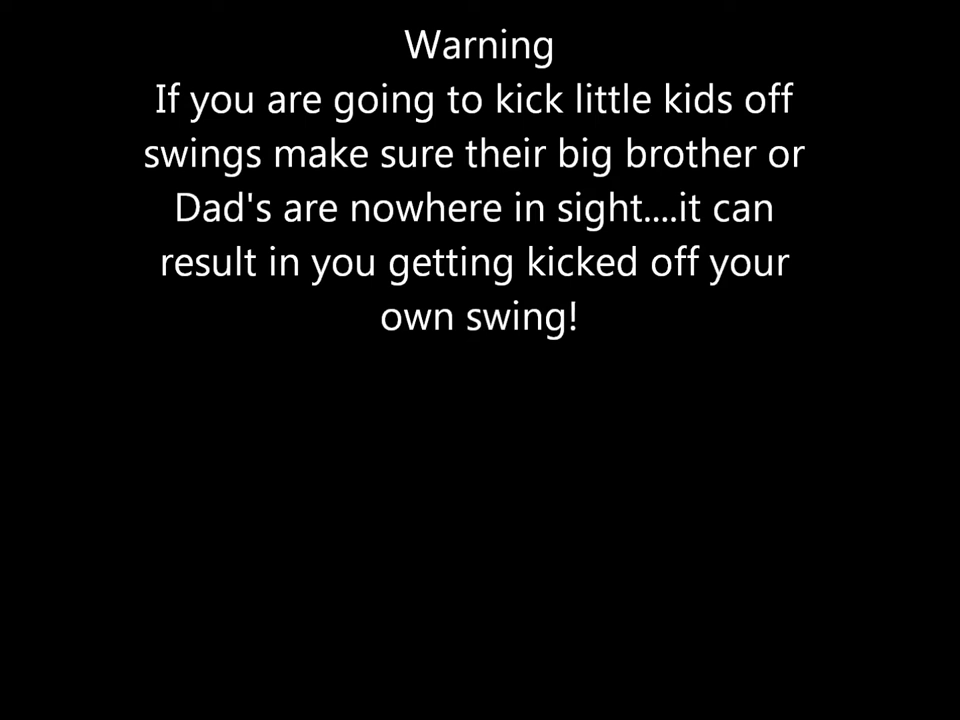 Warning
If you are going to kick little kids off
swings make sure their big brother or
Dad's are nowhere in sight....it can
result in you getting kicked off your
own swing!